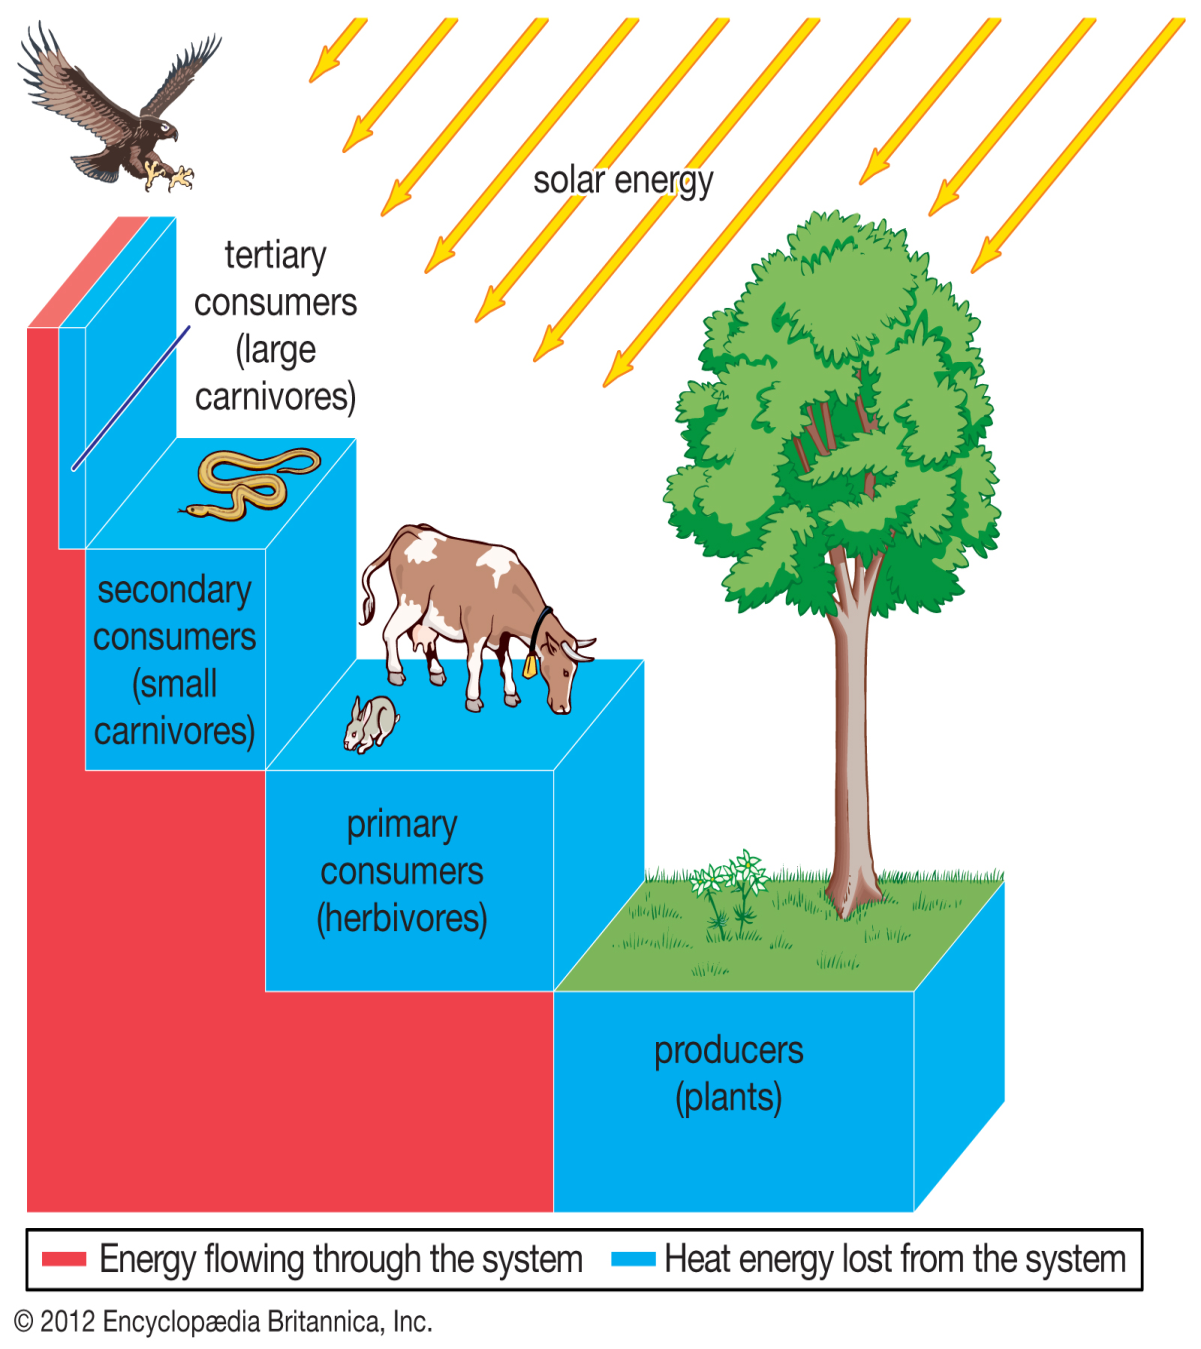 solar energy
tertiary
consumers
(large
carnivores)
secondary
consumers
(small
carnivores)
primary
consumers
(herbivores)
producers
(plants)
Energy flowing through the system
Heat energy lost from the system
© 2012 Encyclopædia Britannica, Inc.